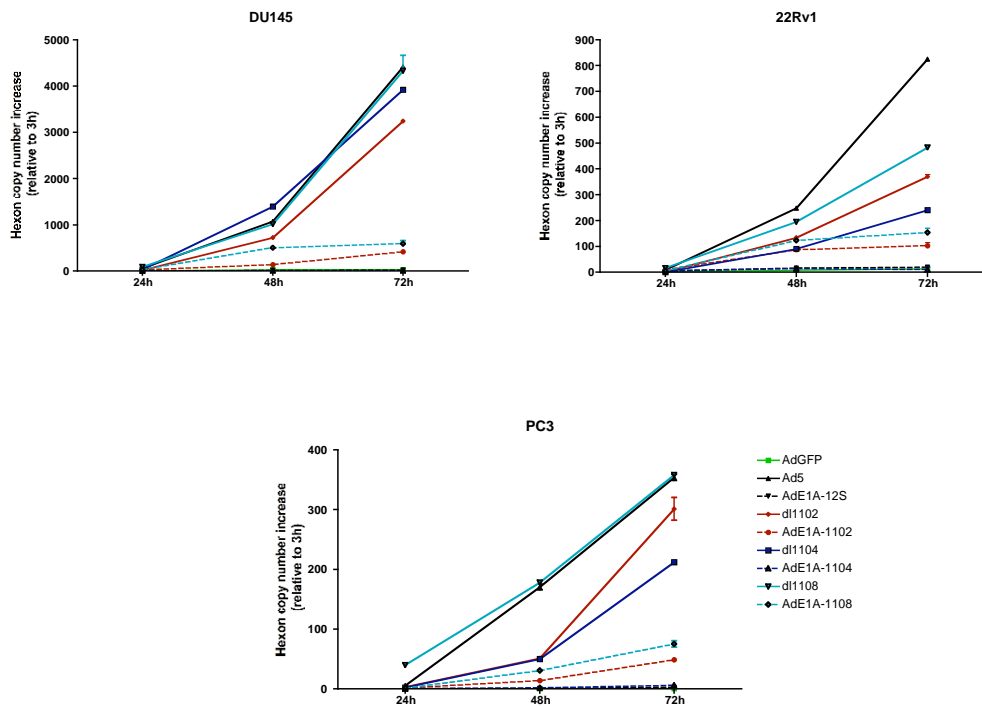 DU145
Hexon copy number increase
(relative to 3h)
5000
4000
3000
2000
1000
0
24h
48h
72h
22Rv1
Hexon copy number increase
(relative to 3h)
900
800
700
600
500
400
300
200
100
0
24h
48h
72h
PC3
Hexon copy number increase
(relative to 3h)
400
300
200
100
0
24h
48h
72h
AdGFP
Ad5
AdE1A-12S
dl1102
AdE1A-1102
dl1104
AdE1A-1104
dl1108
AdE1A-1108